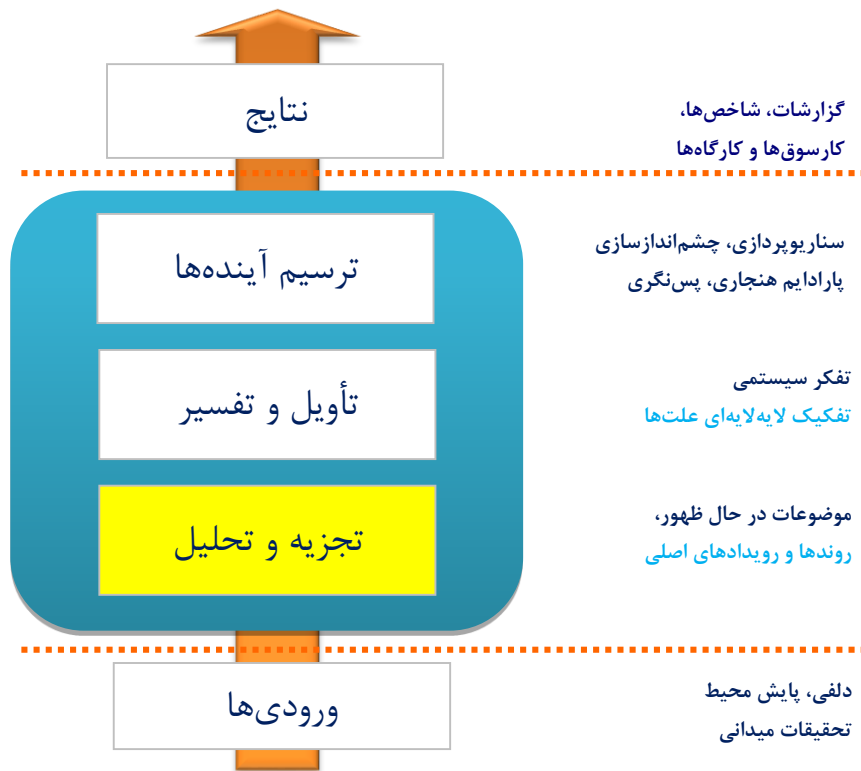 نتایج
گزارشات، شاخص‌ها،
کارسوق‌ها و کارگاه‌ها
ترسیم آینده‌ها
سناریوپردازی، چشم‌اندازسازی
پارادایم هنجاری، پس‌نگری
تأویل و تفسیر
تفکر سیستمی
تفکیک لایه‌لایه‌ای علت‌ها
تجزیه و تحلیل
موضوعات در حال ظهور،
روندها و رویدادهای اصلی
ورودی‌ها
دلفی، پایش محیط
تحقیقات میدانی